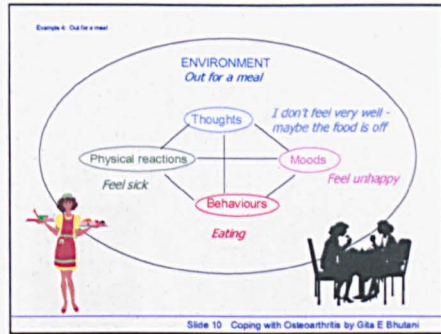 Example 4: Out for a meal
ENVIRONMENT
Out for a meal
Thoughts
I don't feel very well -
maybe the food is off
Physical reactions
Moods
Feel sick
Feel unhappy
Behaviours
Eating
Slide 10 Coping with Osteoarthritis by Gita E Bhutani